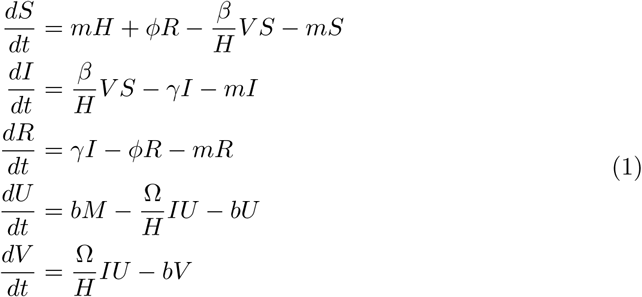 dS/dt = mH + ϕR − β/H VS − mS
dI/dt = β/H VS − γI − mI
dR/dt = γI − ϕR − mR
(1)
dU/dt = bM − Ω/H IU − bU
dV/dt = Ω/H IU − bV